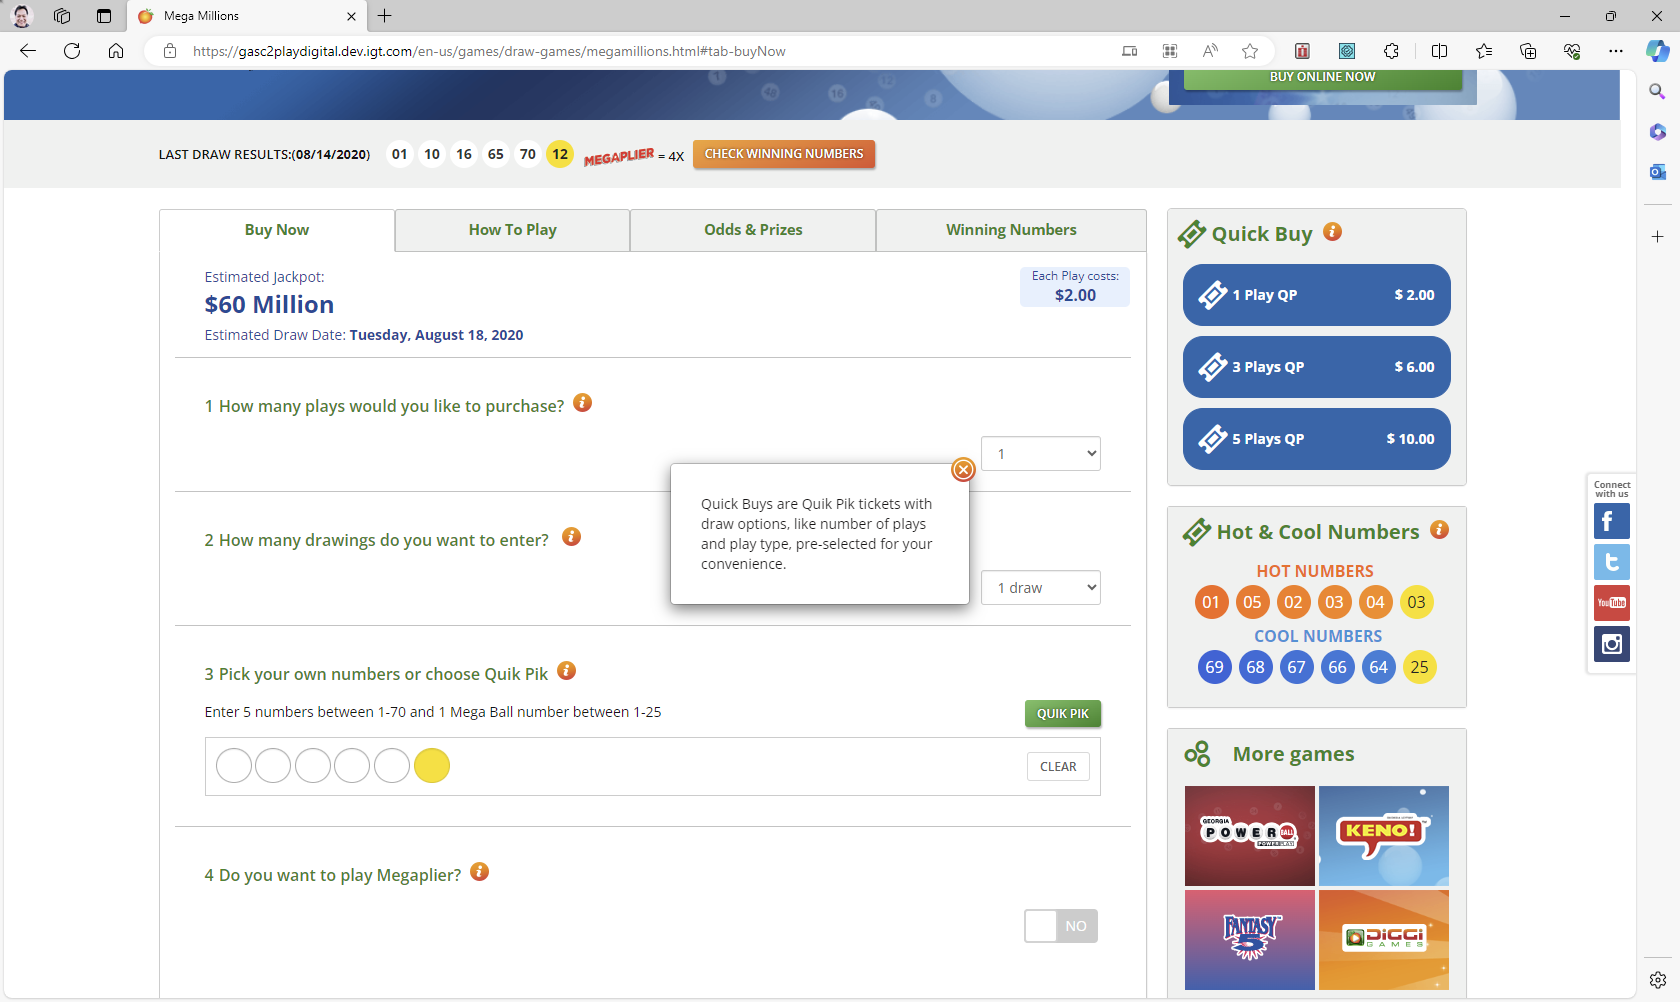 Mega Millions
https://gasc2playdigital.dev.igt.com/en-us/games/draw-games/megamillions.html#tab-buyNow
BUY ONLINE NOW
LAST DRAW RESULTS:(08/14/2020) 01 10 16 65 70 12 MEGAPLIER = 4X CHECK WINNING NUMBERS
Buy Now How To Play Odds & Prizes Winning Numbers
Estimated Jackpot:
$60 Million
Estimated Draw Date: Tuesday, August 18, 2020
Each Play costs:
$2.00
1 How many plays would you like to purchase?
1
Quick Buys are Quik Pik tickets with
draw options, like number of plays
and play type, pre-selected for your
convenience.
2 How many drawings do you want to enter?
1 draw
3 Pick your own numbers or choose Quik Pik
Enter 5 numbers between 1-70 and 1 Mega Ball number between 1-25
QUIK PIK
CLEAR
4 Do you want to play Megaplier?
NO
Quick Buy
1 Play QP $ 2.00
3 Plays QP $ 6.00
5 Plays QP $ 10.00
Hot & Cool Numbers
HOT NUMBERS
01 05 02 03 04 03
COOL NUMBERS
69 68 67 66 64 25
More games
GEORGIA
POWERBALL
POWERPLAY
KENO!
FANTASY
5
DIGGI
GAMES
Connect
with us
YouTube